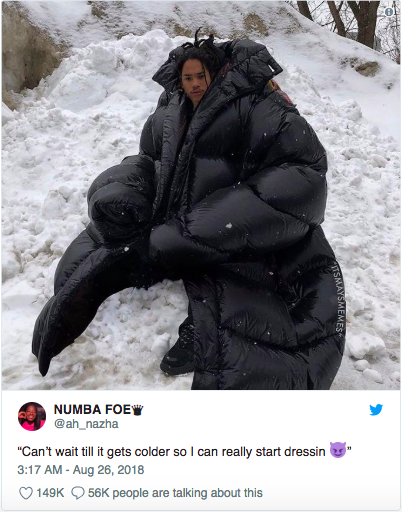 ITSMAYSMEMES
NUMBA FOE♛
@ah_nazha
“Can't wait till it gets colder so I can really start dressin 😈”
3:17 AM - Aug 26, 2018
149K 56K people are talking about this